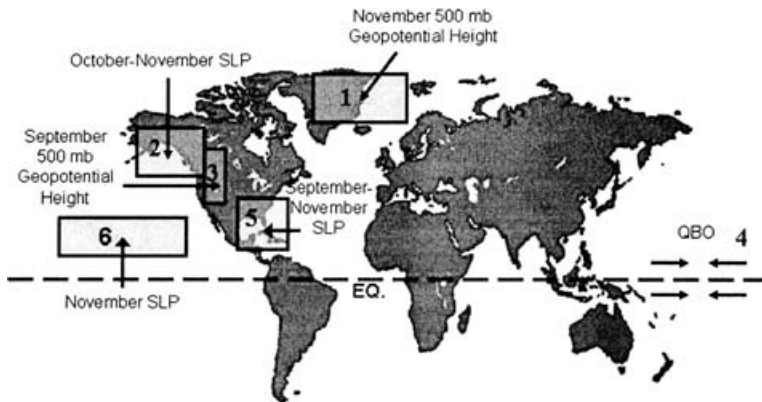 November 500 mb
Geopotential Height
October-November SLP
1
September
500 mb
Geopotential
Height
2
3
September-
November
SLP
5
6
QBO 4
EQ.
November SLP